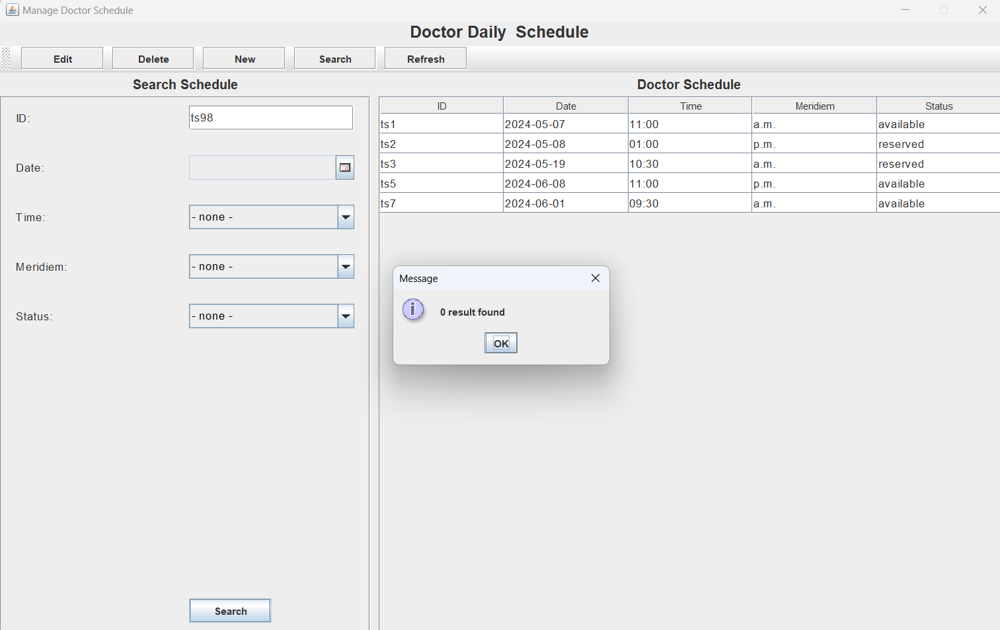 Manage Doctor Schedule
Doctor Daily  Schedule
Edit Delete New Search Refresh
Search Schedule
ID: ts98
Date:
Time: - none -
Meridiem: - none -
Status: - none -
Search
Doctor Schedule
ID Date Time Meridiem Status
ts1 2024-05-07 11:00 a.m. available
ts2 2024-05-08 01:00 p.m. reserved
ts3 2024-05-19 10:30 a.m. reserved
ts5 2024-06-08 11:00 p.m. available
ts7 2024-06-01 09:30 a.m. available
Message
i
0 result found
OK